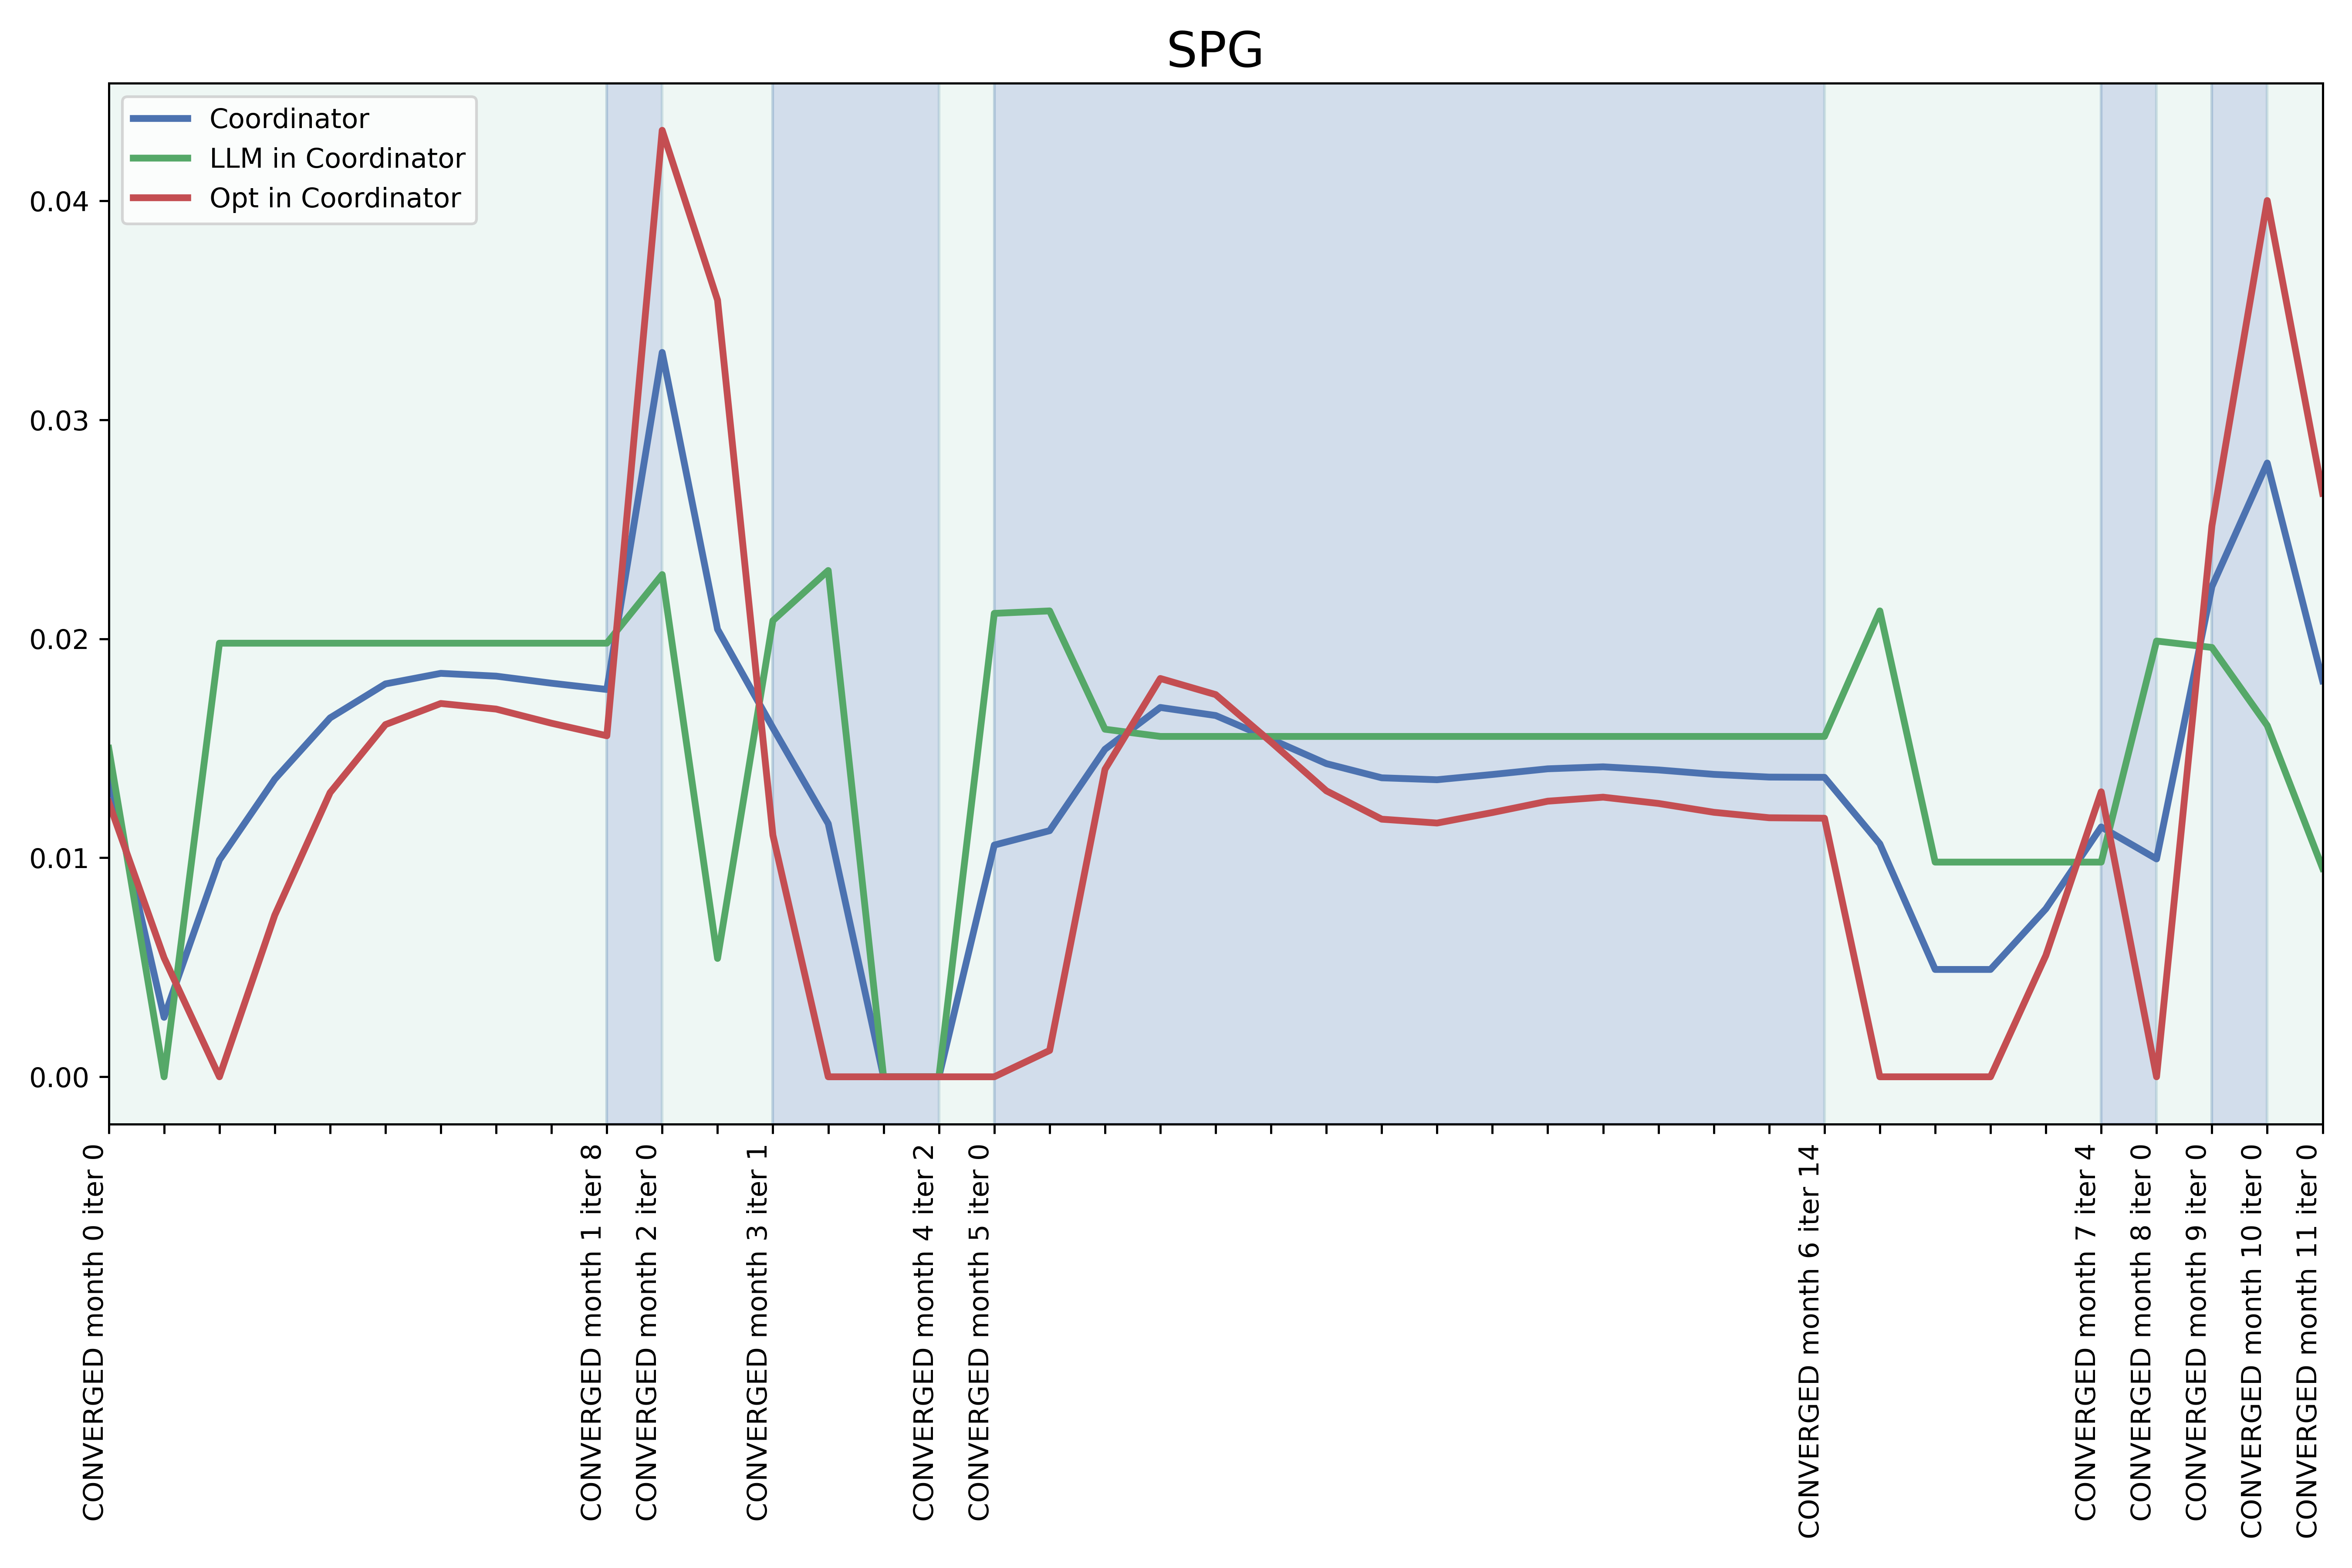 SPG
Coordinator
LLM in Coordinator
Opt in Coordinator
0.04
0.03
0.02
0.01
0.00
CONVERGED month 0 iter 0
CONVERGED month 1 iter 8
CONVERGED month 2 iter 0
CONVERGED month 3 iter 1
CONVERGED month 4 iter 2
CONVERGED month 5 iter 0
CONVERGED month 6 iter 14
CONVERGED month 7 iter 4
CONVERGED month 8 iter 0
CONVERGED month 9 iter 0
CONVERGED month 10 iter 0
CONVERGED month 11 iter 0